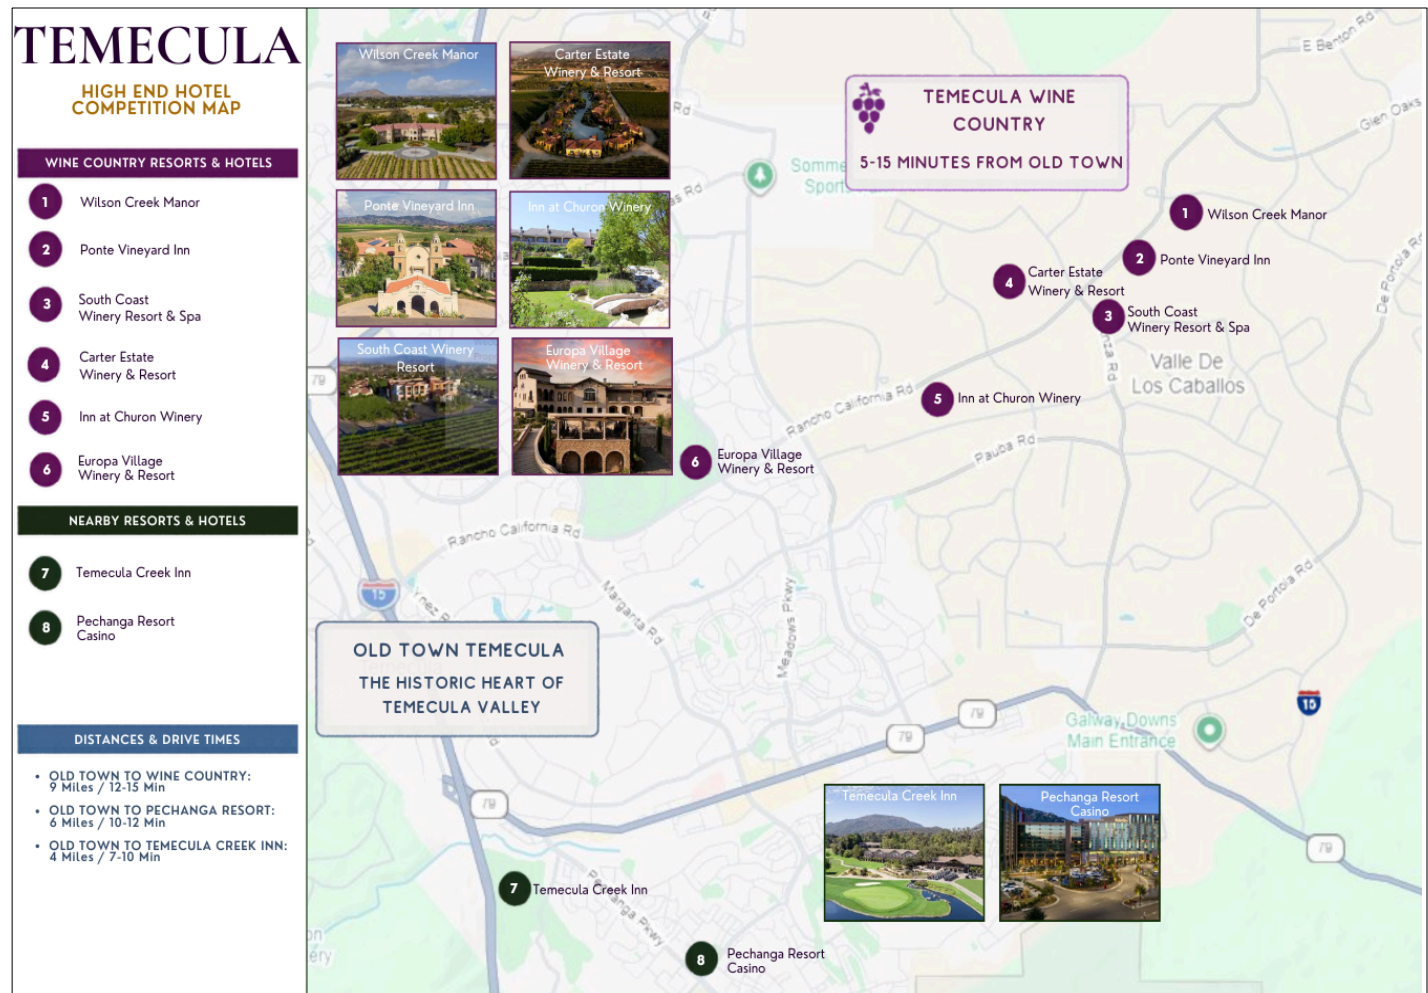 TEMECULA
HIGH END HOTEL
COMPETITION MAP
WINE COUNTRY RESORTS & HOTELS
1 Wilson Creek Manor
2 Ponte Vineyard Inn
3 South Coast
Winery Resort & Spa
4 Carter Estate
Winery & Resort
5 Inn at Churon Winery
6 Europa Village
Winery & Resort
NEARBY RESORTS & HOTELS
7 Temecula Creek Inn
8 Pechanga Resort
Casino
DISTANCES & DRIVE TIMES
• OLD TOWN TO WINE COUNTRY:
9 Miles / 12-15 Min
• OLD TOWN TO PECHANGA RESORT:
6 Miles / 10-12 Min
• OLD TOWN TO TEMECULA CREEK INN:
4 Miles / 7-10 Min
Wilson Creek Manor
Carter Estate
Winery & Resort
Ponte Vineyard Inn
Inn at Churon Winery
South Coast Winery
Resort
Europa Village
Winery & Resort
TEMECULA WINE
COUNTRY
5-15 MINUTES FROM OLD TOWN
E Benton Rd
Glen Oaks
Rd
Rd
De Portola Rd
1 Wilson Creek Manor
2 Ponte Vineyard Inn
4 Carter Estate
Winery & Resort
3 South Coast
Winery Resort & Spa
Valle De
Los Caballos
79
Rancho California Rd
5 Inn at Churon Winery
Pauba Rd
6 Europa Village
Winery & Resort
Rancho California Rd
15
Margarita Rd
Meadows Pkwy
De Portola Rd
OLD TOWN TEMECULA
THE HISTORIC HEART OF
TEMECULA VALLEY
15
79
79
Galway Downs
Main Entrance
79
79
Temecula Creek Inn
Pechanga Resort
Casino
7 Temecula Creek Inn
Pechanga Pkwy
8 Pechanga Resort
Casino